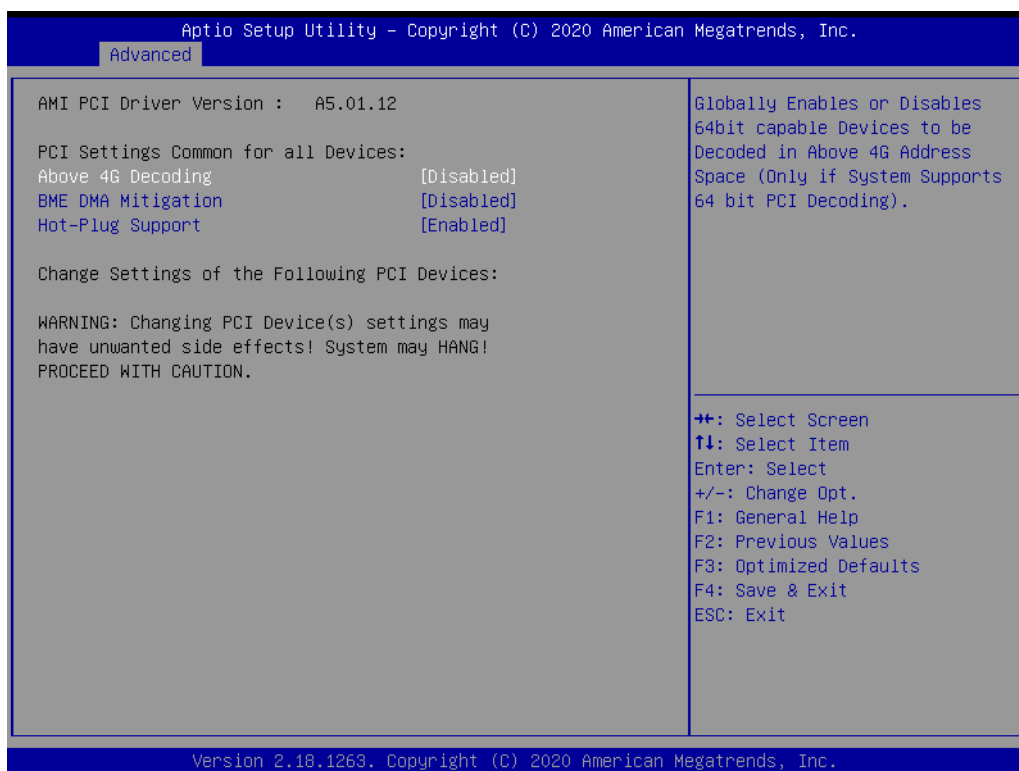 Aptio Setup Utility – Copyright (C) 2020 American Megatrends, Inc.
Advanced
AMI PCI Driver Version : A5.01.12
PCI Settings Common for all Devices:
Above 4G Decoding [Disabled]
BME DMA Mitigation [Disabled]
Hot-Plug Support [Enabled]
Change Settings of the Following PCI Devices:
WARNING: Changing PCI Device(s) settings may
have unwanted side effects! System may HANG!
PROCEED WITH CAUTION.
Globally Enables or Disables
64bit capable Devices to be
Decoded in Above 4G Address
Space (Only if System Supports
64 bit PCI Decoding).
→←: Select Screen
↑↓: Select Item
Enter: Select
+/-: Change Opt.
F1: General Help
F2: Previous Values
F3: Optimized Defaults
F4: Save & Exit
ESC: Exit
Version 2.18.1263. Copyright (C) 2020 American Megatrends, Inc.